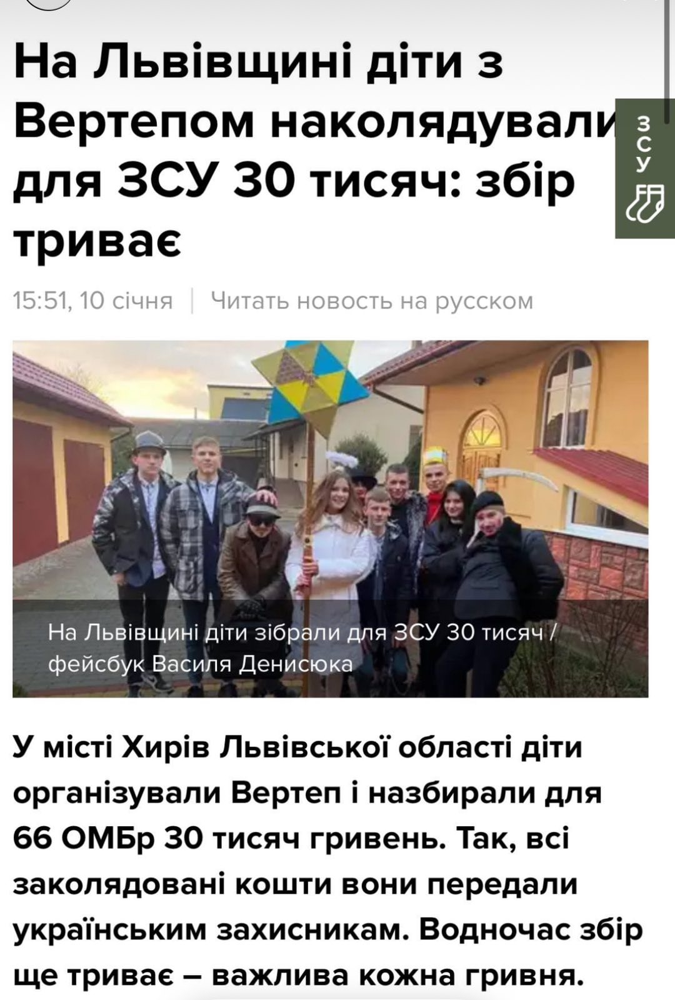 На Львівщині діти з
Вертепом наколядували
для ЗСУ 30 тисяч: збір
триває
ЗСУ
15:51, 10 січня | Читать новость на русском
На Львівщині діти зібрали для ЗСУ 30 тисяч /
фейсбук Василя Денисюка
У місті Хирів Львівської області діти
організували Вертеп і назбирали для
66 ОМБр 30 тисяч гривень. Так, всі
заколядовані кошти вони передали
українським захисникам. Водночас збір
ще триває – важлива кожна гривня.